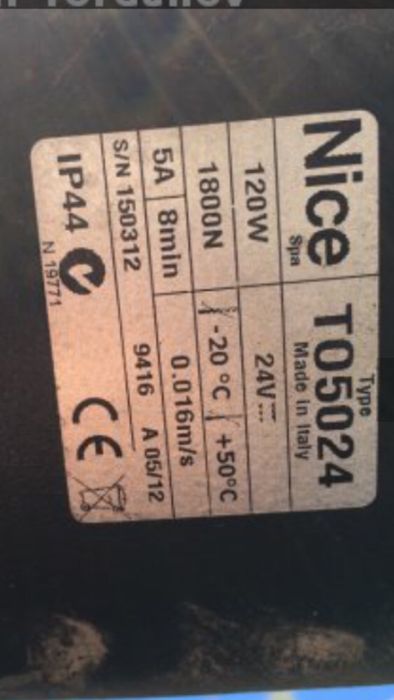 Nice
Spa
Type
TO5024
Made in Italy
120W
24V
1800N
-20 °C
+50°C
5A
8min
0.016m/s
S/N 150312
9416
A 05/12
IP44
N 19771
CE